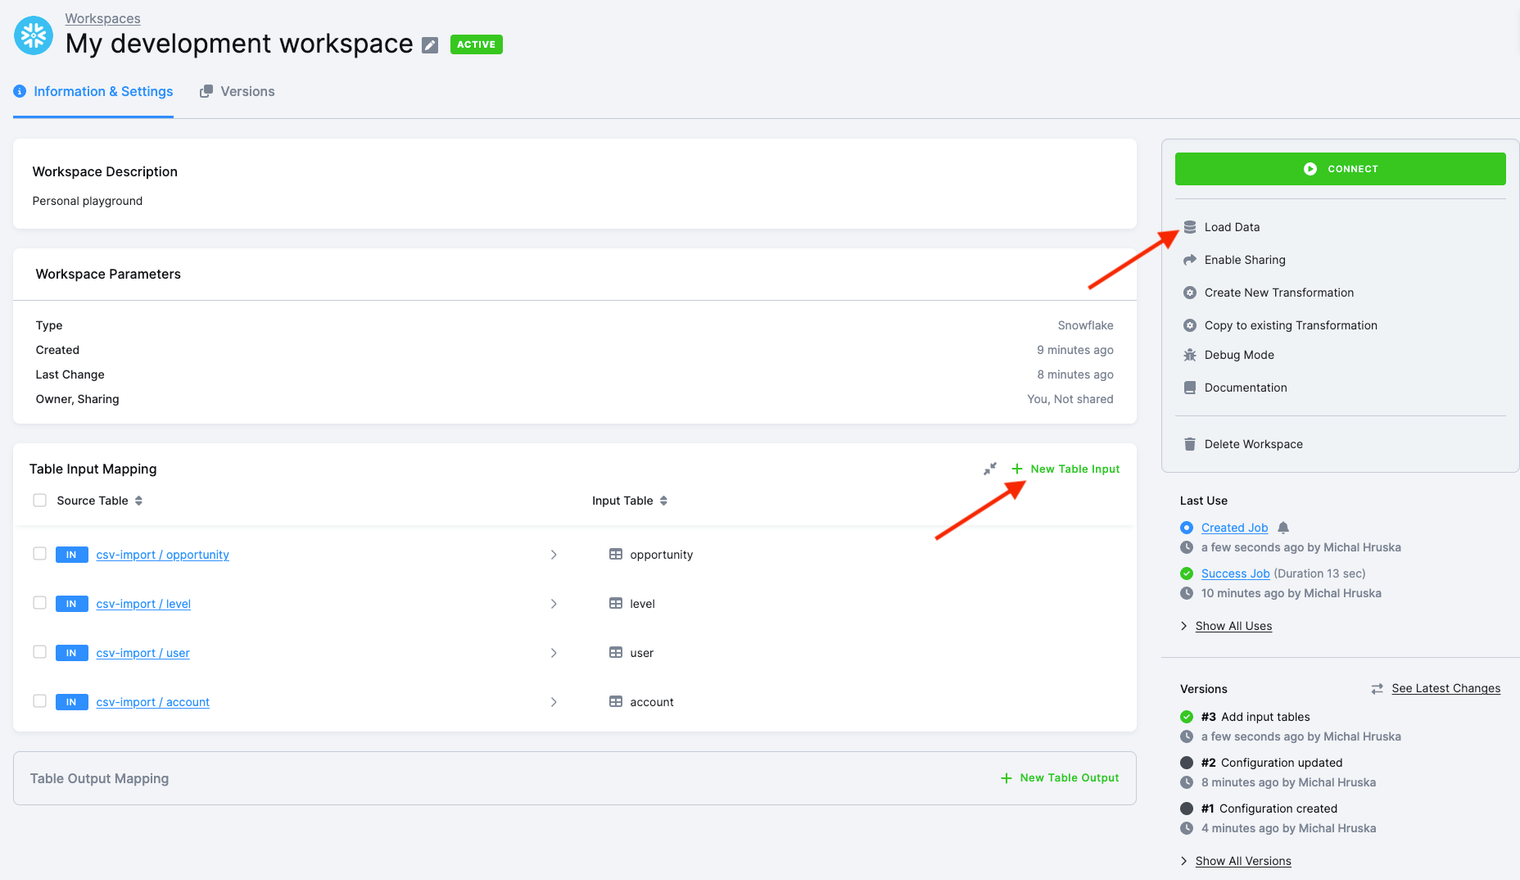 Workspaces
My development workspace ACTIVE
Information & Settings Versions
Workspace Description
Personal playground
Workspace Parameters
Type Snowflake
Created 9 minutes ago
Last Change 8 minutes ago
Owner, Sharing You, Not shared
Table Input Mapping New Table Input
Source Table Input Table
IN csv-import / opportunity opportunity
IN csv-import / level level
IN csv-import / user user
IN csv-import / account account
Table Output Mapping New Table Output
CONNECT
Load Data
Enable Sharing
Create New Transformation
Copy to existing Transformation
Debug Mode
Documentation
Delete Workspace
Last Use
Created Job
a few seconds ago by Michal Hruska
Success Job (Duration 13 sec)
10 minutes ago by Michal Hruska
Show All Uses
Versions See Latest Changes
#3 Add input tables
a few seconds ago by Michal Hruska
#2 Configuration updated
8 minutes ago by Michal Hruska
#1 Configuration created
4 minutes ago by Michal Hruska
Show All Versions